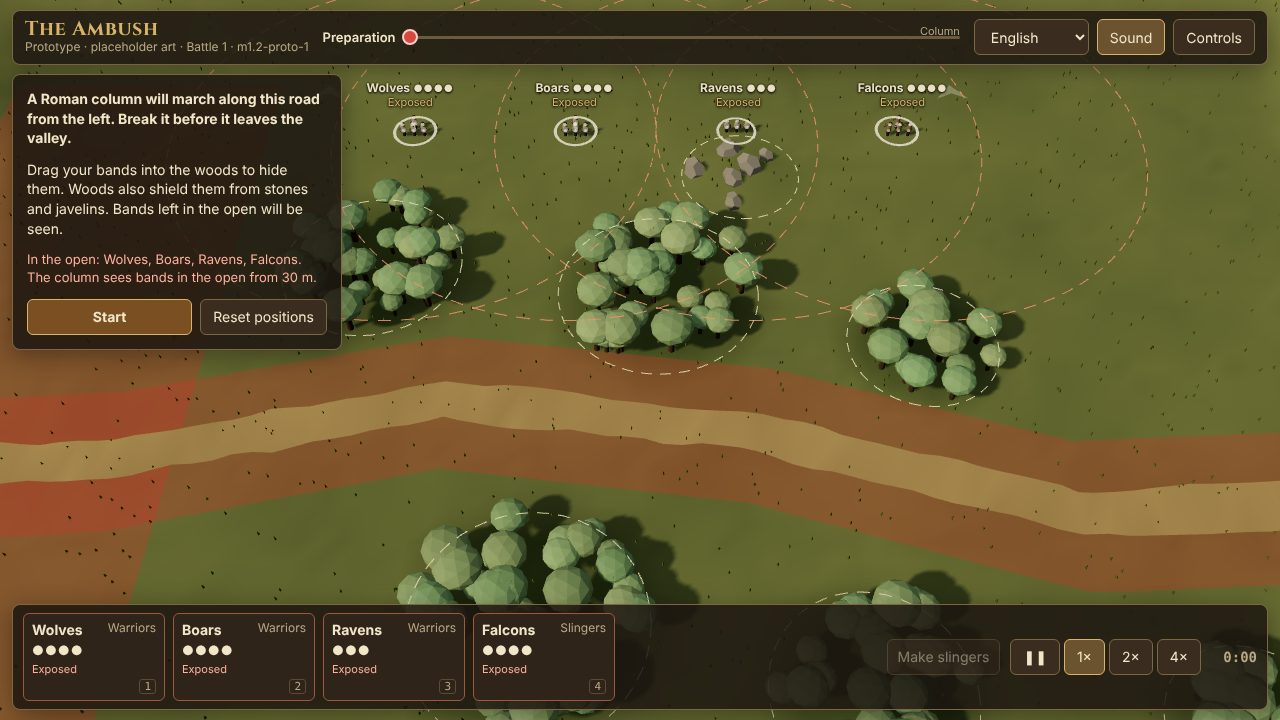 The Ambush
Prototype · placeholder art · Battle 1 · m1.2-proto-1
Preparation
Column
English
Sound
Controls
A Roman column will march along this road
from the left. Break it before it leaves the
valley.
Drag your bands into the woods to hide
them. Woods also shield them from stones
and javelins. Bands left in the open will be
seen.
In the open: Wolves, Boars, Ravens, Falcons.
The column sees bands in the open from 30 m.
Start
Reset positions
Wolves
Exposed
Boars
Exposed
Ravens
Exposed
Falcons
Exposed
Wolves
Warriors
Exposed
1
Boars
Warriors
Exposed
2
Ravens
Warriors
Exposed
3
Falcons
Slingers
Exposed
4
Make slingers
1×
2×
4×
0:00